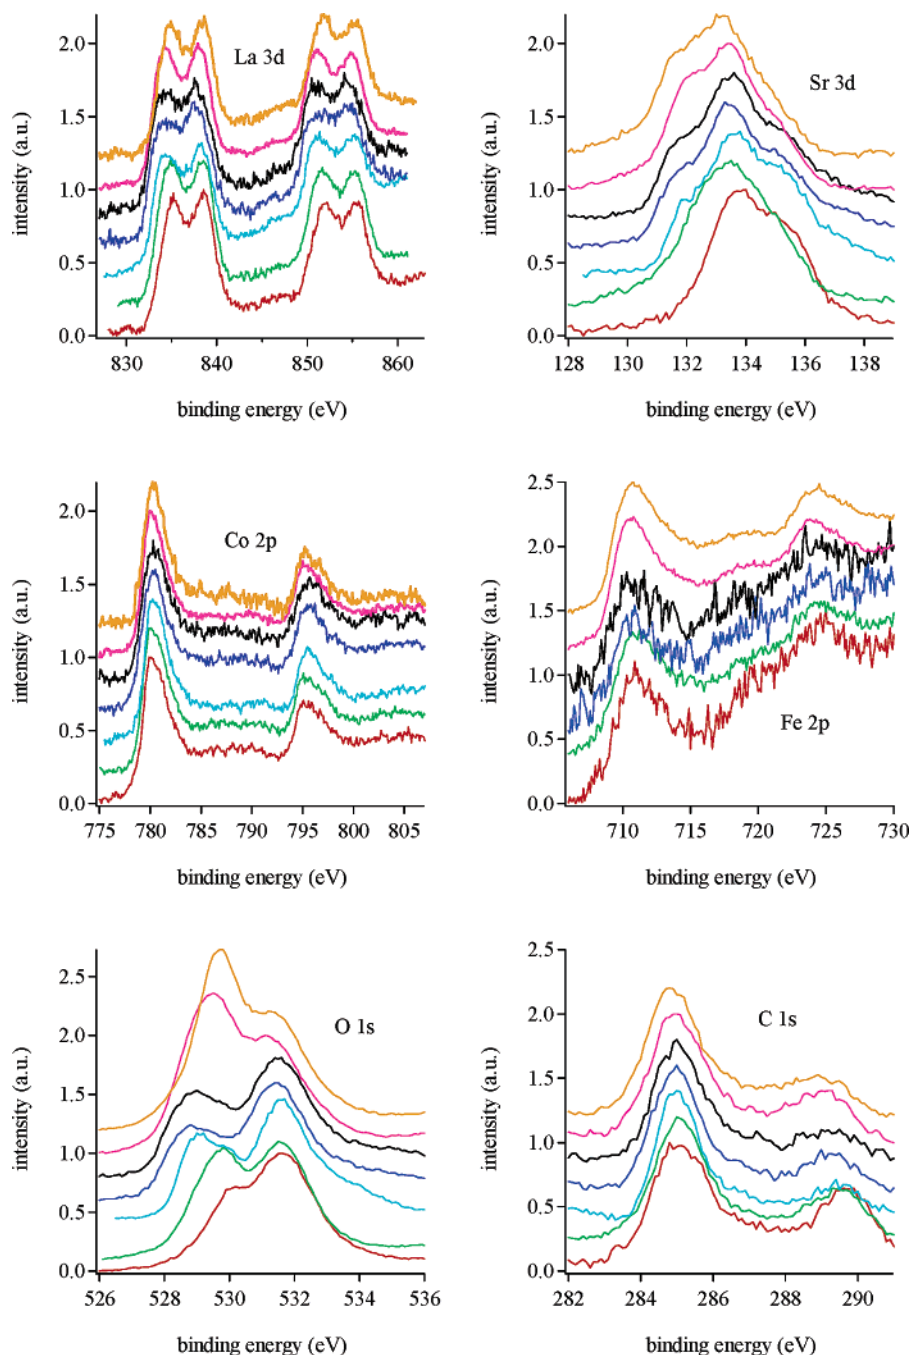 La 3d
intensity (a.u.)
2.0
1.5
1.0
0.5
0.0
830 840 850 860
binding energy (eV)
Sr 3d
intensity (a.u.)
2.0
1.5
1.0
0.5
0.0
128 130 132 134 136 138
binding energy (eV)
Co 2p
intensity (a.u.)
2.0
1.5
1.0
0.5
0.0
775 780 785 790 795 800 805
binding energy (eV)
Fe 2p
intensity (a.u.)
2.5
2.0
1.5
1.0
0.5
0.0
710 715 720 725 730
binding energy (eV)
O 1s
intensity (a.u.)
2.5
2.0
1.5
1.0
0.5
0.0
526 528 530 532 534 536
binding energy (eV)
C 1s
intensity (a.u.)
2.5
2.0
1.5
1.0
0.5
0.0
282 284 286 288 290
binding energy (eV)